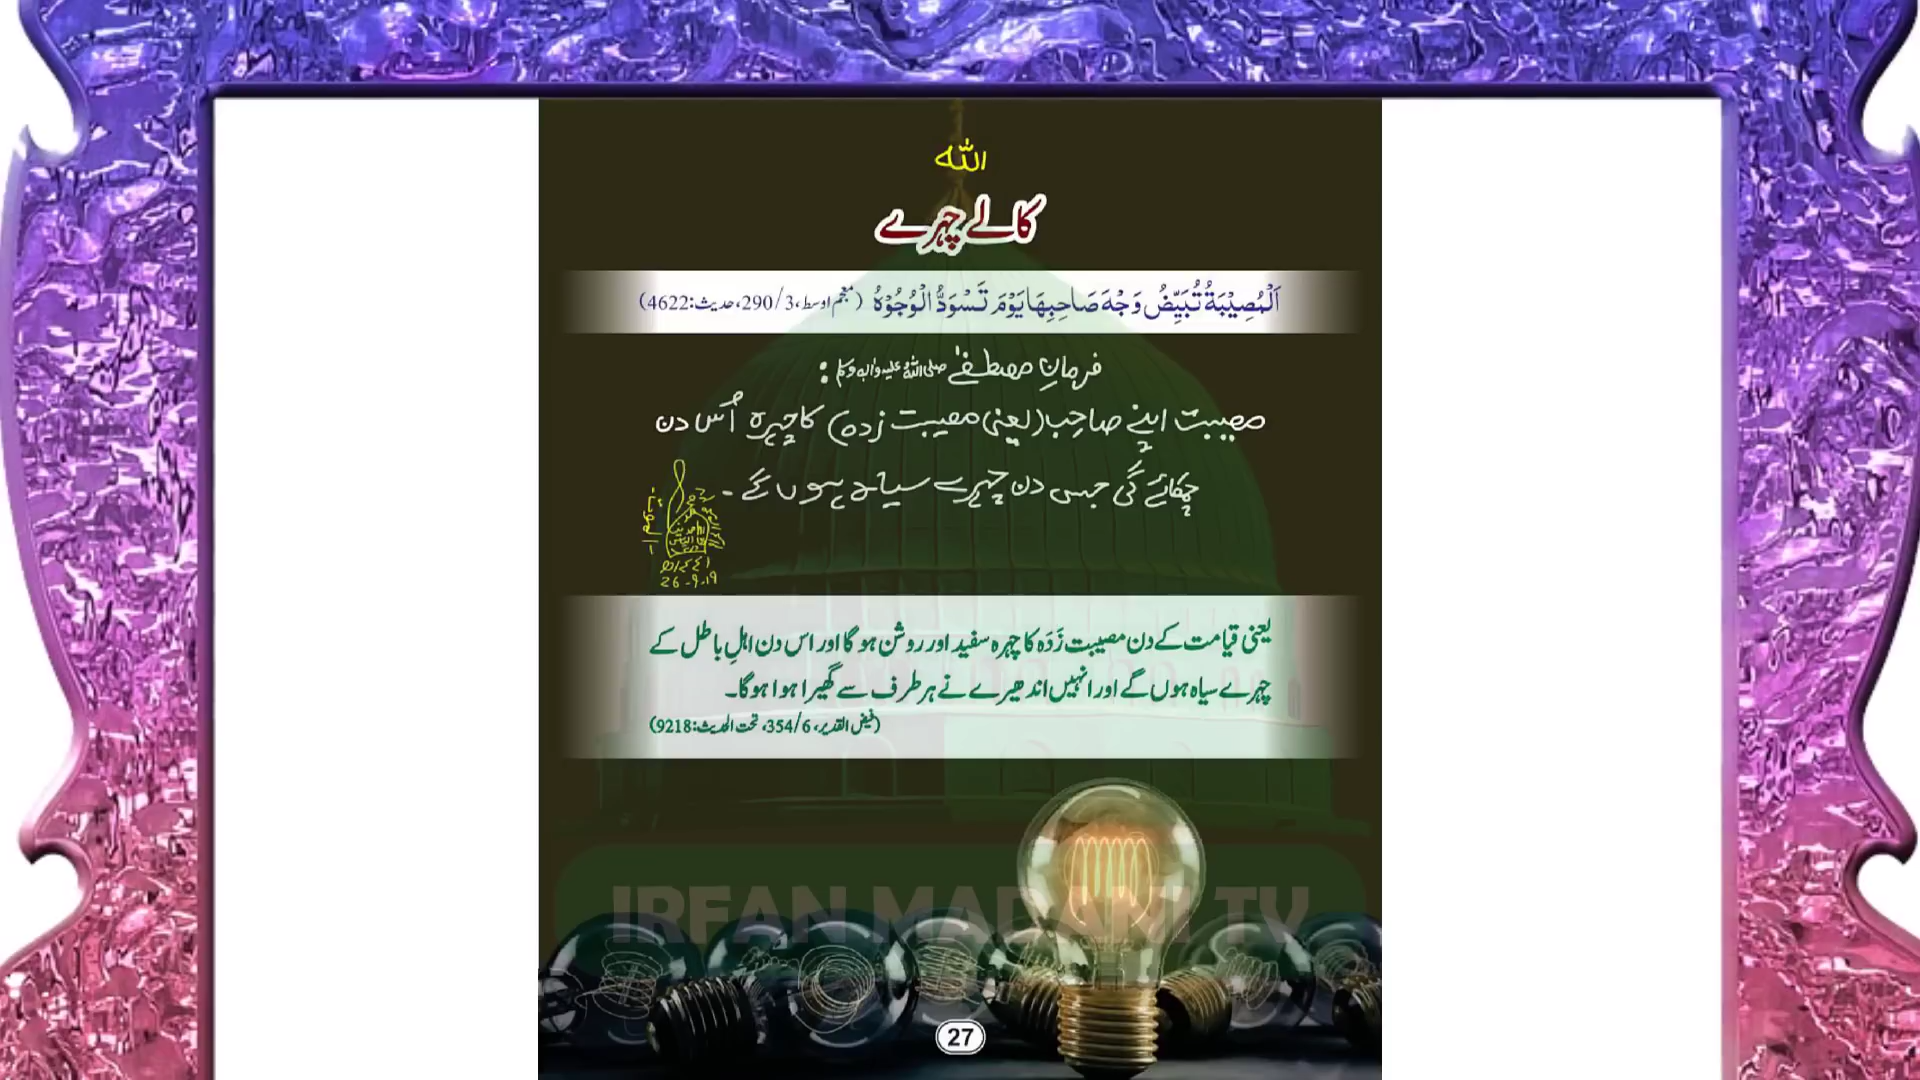 الله
کالے چہرے
اَلْمُصِیْبَۃُ تُبَیِّضُ وَجْہَ صَاحِبِہَا یَوْمَ تَسْوَدُّ الْوُجُوْہُ (معجم اوسط، 3/290، حدیث:4622)
فرمانِ مصطفےٰ صلی اللہ علیہ واٰلہٖ وسلم :
مصیبت اپنے صاحِب (یعنی مصیبت زدہ) کا چہرہ اُس دن
چمکائے گی جس دن چہرے سیاہ ہوں گے ۔
26-9-19
یعنی قیامت کے دن مصیبت زَدَہ کا چہرہ سفید اور روشن ہو گا اور اس دن اہلِ باطل کے
چہرے سیاہ ہوں گے اور انہیں اندھیرے نے ہر طرف سے گھیرا ہوا ہو گا۔
(فیض القدیر، 6/354، تحت الحدیث:9218)
IRFAN MADANI TV
27